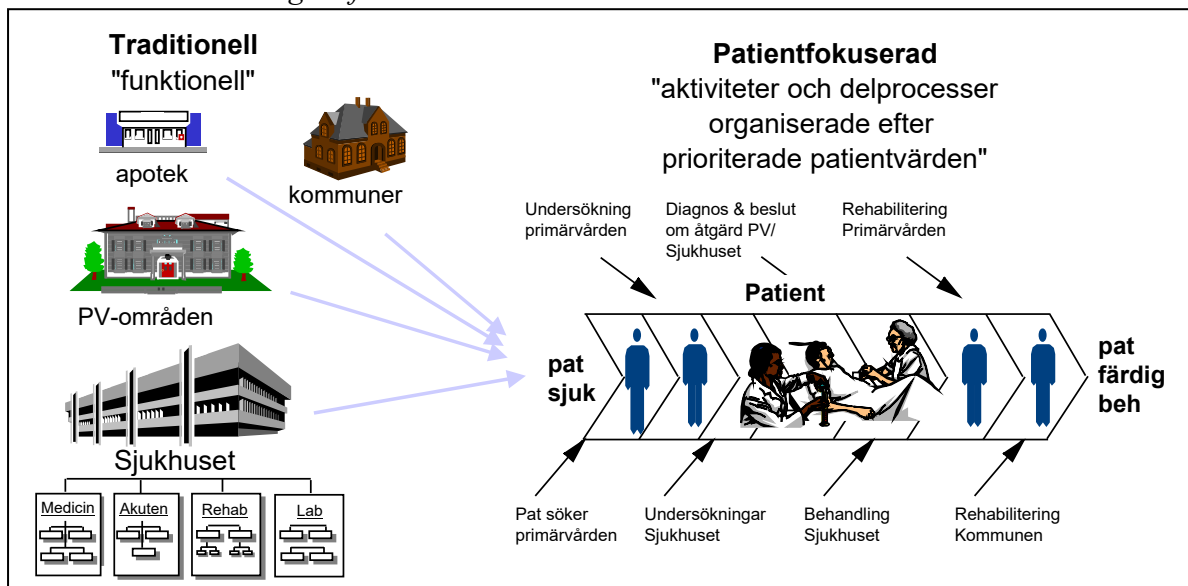 Traditionell
"funktionell"
apotek
kommuner
PV-områden
Sjukhuset
Medicin
Akuten
Rehab
Lab
Patientfokuserad
"aktiviteter och delprocesser
organiserade efter
prioriterade patientvärden"
Undersökning
primärvården
Diagnos & beslut
om åtgärd PV/
Sjukhuset
Rehabilitering
Primärvården
Patient
pat
sjuk
pat
färdig
beh
Pat söker
primärvården
Undersökningar
Sjukhuset
Behandling
Sjukhuset
Rehabilitering
Kommunen